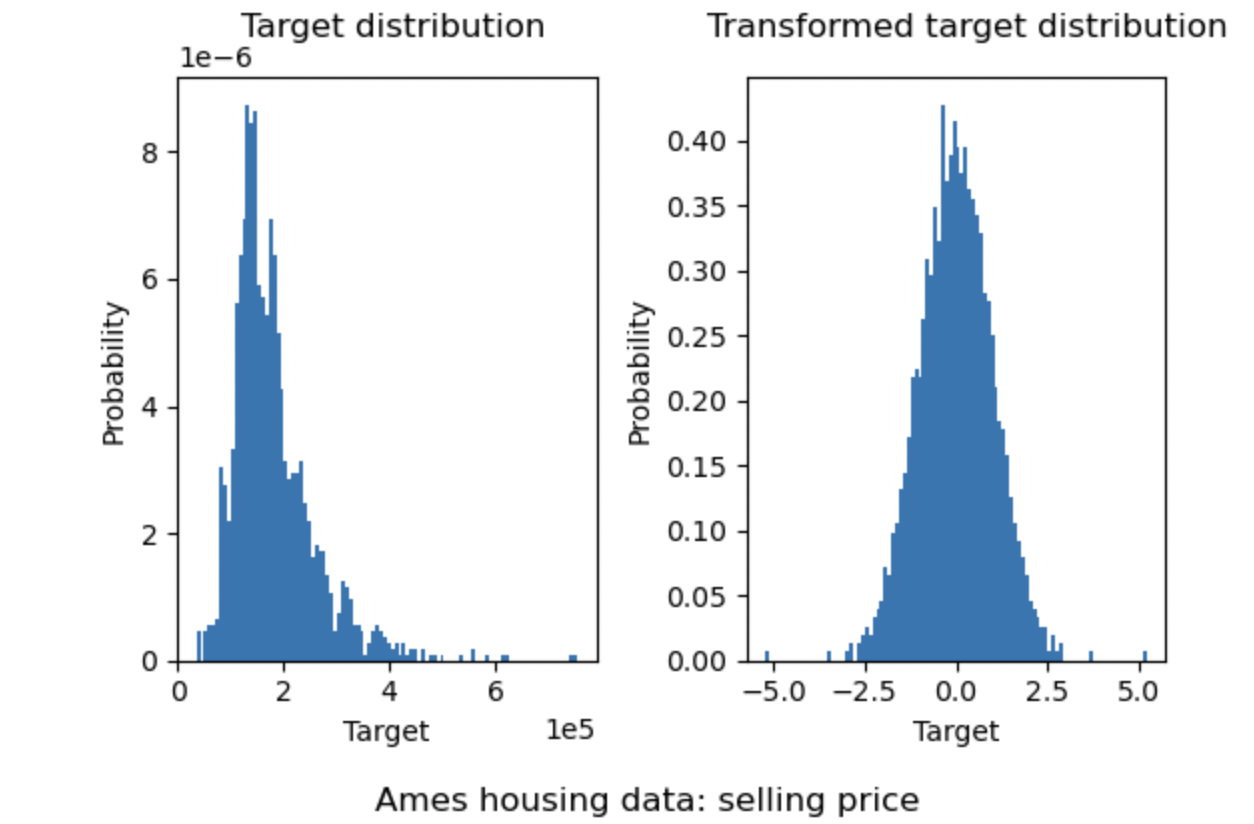 Target distribution
1e−6
8
6
4
2
0
0 2 4 6
1e5
Target
Probability
Transformed target distribution
0.40
0.35
0.30
0.25
0.20
0.15
0.10
0.05
0.00
−5.0 −2.5 0.0 2.5 5.0
Target
Probability
Ames housing data: selling price